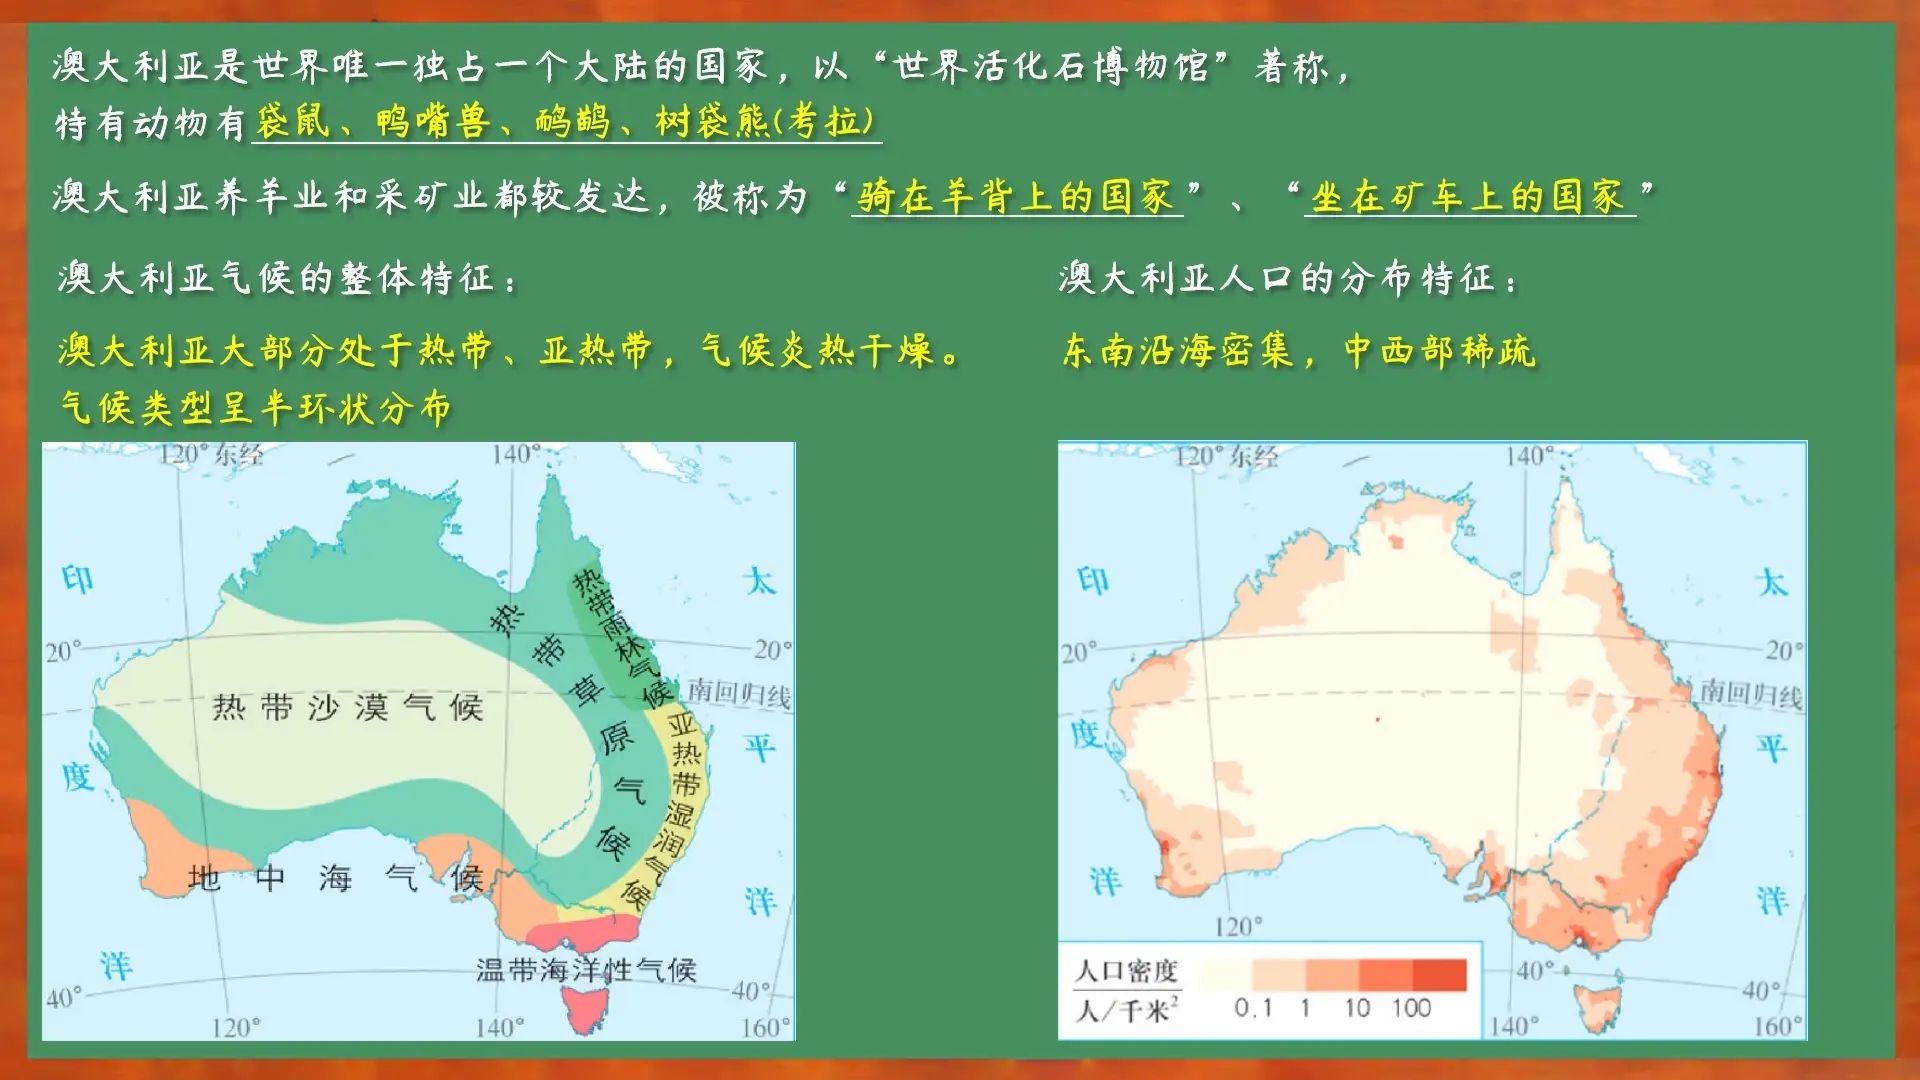 澳大利亚是世界唯一独占一个大陆的国家，以“世界活化石博物馆”著称，
特有动物有袋鼠、鸭嘴兽、鸸鹋、树袋熊(考拉)
澳大利亚养羊业和采矿业都较发达，被称为“骑在羊背上的国家”、“坐在矿车上的国家”
澳大利亚气候的整体特征：
澳大利亚大部分处于热带、亚热带，气候炎热干燥。
气候类型呈半环状分布
澳大利亚人口的分布特征：
东南沿海密集，中西部稀疏
120°东经
140°
印度洋
太平洋
20°
20°
南回归线
热带雨林气候
热带草原气候
热带沙漠气候
亚热带湿润气候
地中海气候
温带海洋性气候
洋
40°
40°
120°
140°
160°
120°东经
140°
印度洋
太平洋
20°
20°
南回归线
120°
40°
40°
140°
160°
人口密度
人/千米²
0.1 1 10 100